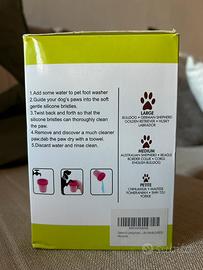 1.Add some water to pet foot washer
2.Guide your dog's paws into the soft
gentle silicone bristles.
3.Twist back and forth so that the
silicone bristles can thoroughly clean
the paw.
4.Remove and discover a much cleaner
paw;dab the paw dry with a towel.
5.Discard water and rinse clean.
LARGE
BULLDOG • GERMAN SHEPHERD
GOLDEN RETRIEVER • HUSKY
LABRADOR
MEDIUM
AUSTRALIAN SHEPHERD • BEAGLE
BORDER COLLIE • CORGI
ENGLISH BULLDOG
PETITE
CHIHUAHUA • MALTESE
POMERANIAN • SHIH TZU
YORKIE
subito